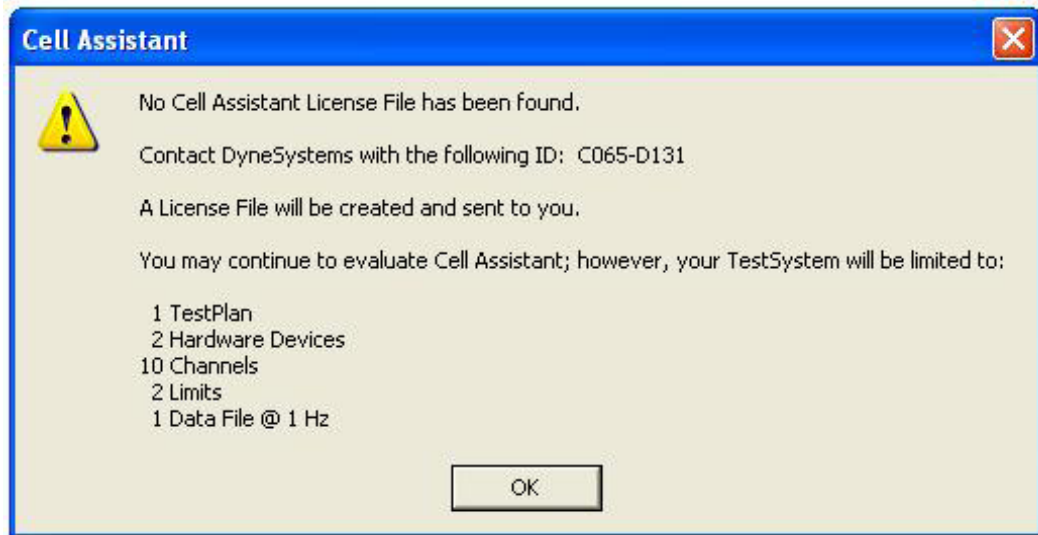 Cell Assistant
No Cell Assistant License File has been found.
Contact DyneSystems with the following ID: C065-D131
A License File will be created and sent to you.
You may continue to evaluate Cell Assistant; however, your TestSystem will be limited to:
1 TestPlan
2 Hardware Devices
10 Channels
2 Limits
1 Data File @ 1 Hz
OK